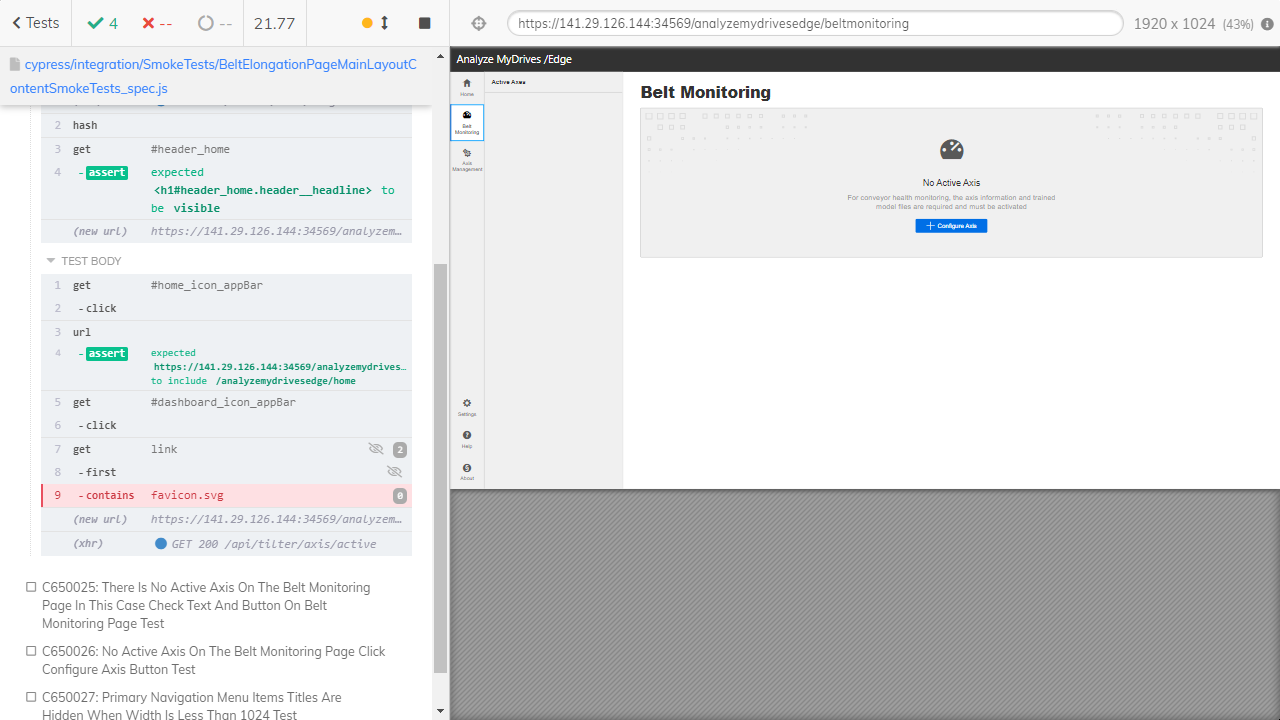 Tests
4
--
--
21.77
https://141.29.126.144:34569/analyzemydrivesedge/beltmonitoring
1920 x 1024 (43%)
cypress/integration/SmokeTests/BeltElongationPageMainLayoutC
ontentSmokeTests_spec.js
2 hash
3 get #header_home
4 -assert expected
<h1#header_home.header__headline> to
be visible
(new url) https://141.29.126.144:34569/analyzem…
TEST BODY
1 get #home_icon_appBar
2 -click
3 url
4 -assert expected
https://141.29.126.144:34569/analyzemydrives…
to include /analyzemydrivesedge/home
5 get #dashboard_icon_appBar
6 -click
7 get link 2
8 -first
9 -contains favicon.svg 0
(new url) https://141.29.126.144:34569/analyzem…
(xhr) GET 200 /api/tilter/axis/active
C650025: There Is No Active Axis On The Belt Monitoring
Page In This Case Check Text And Button On Belt
Monitoring Page Test
C650026: No Active Axis On The Belt Monitoring Page Click
Configure Axis Button Test
C650027: Primary Navigation Menu Items Titles Are
Hidden When Width Is Less Than 1024 Test
Analyze MyDrives /Edge
Home
Belt
Monitoring
Axis
Management
Settings
Help
About
Active Axes
Belt Monitoring
No Active Axis
For conveyor health monitoring, the axis information and trained
model files are required and must be activated
Configure Axis